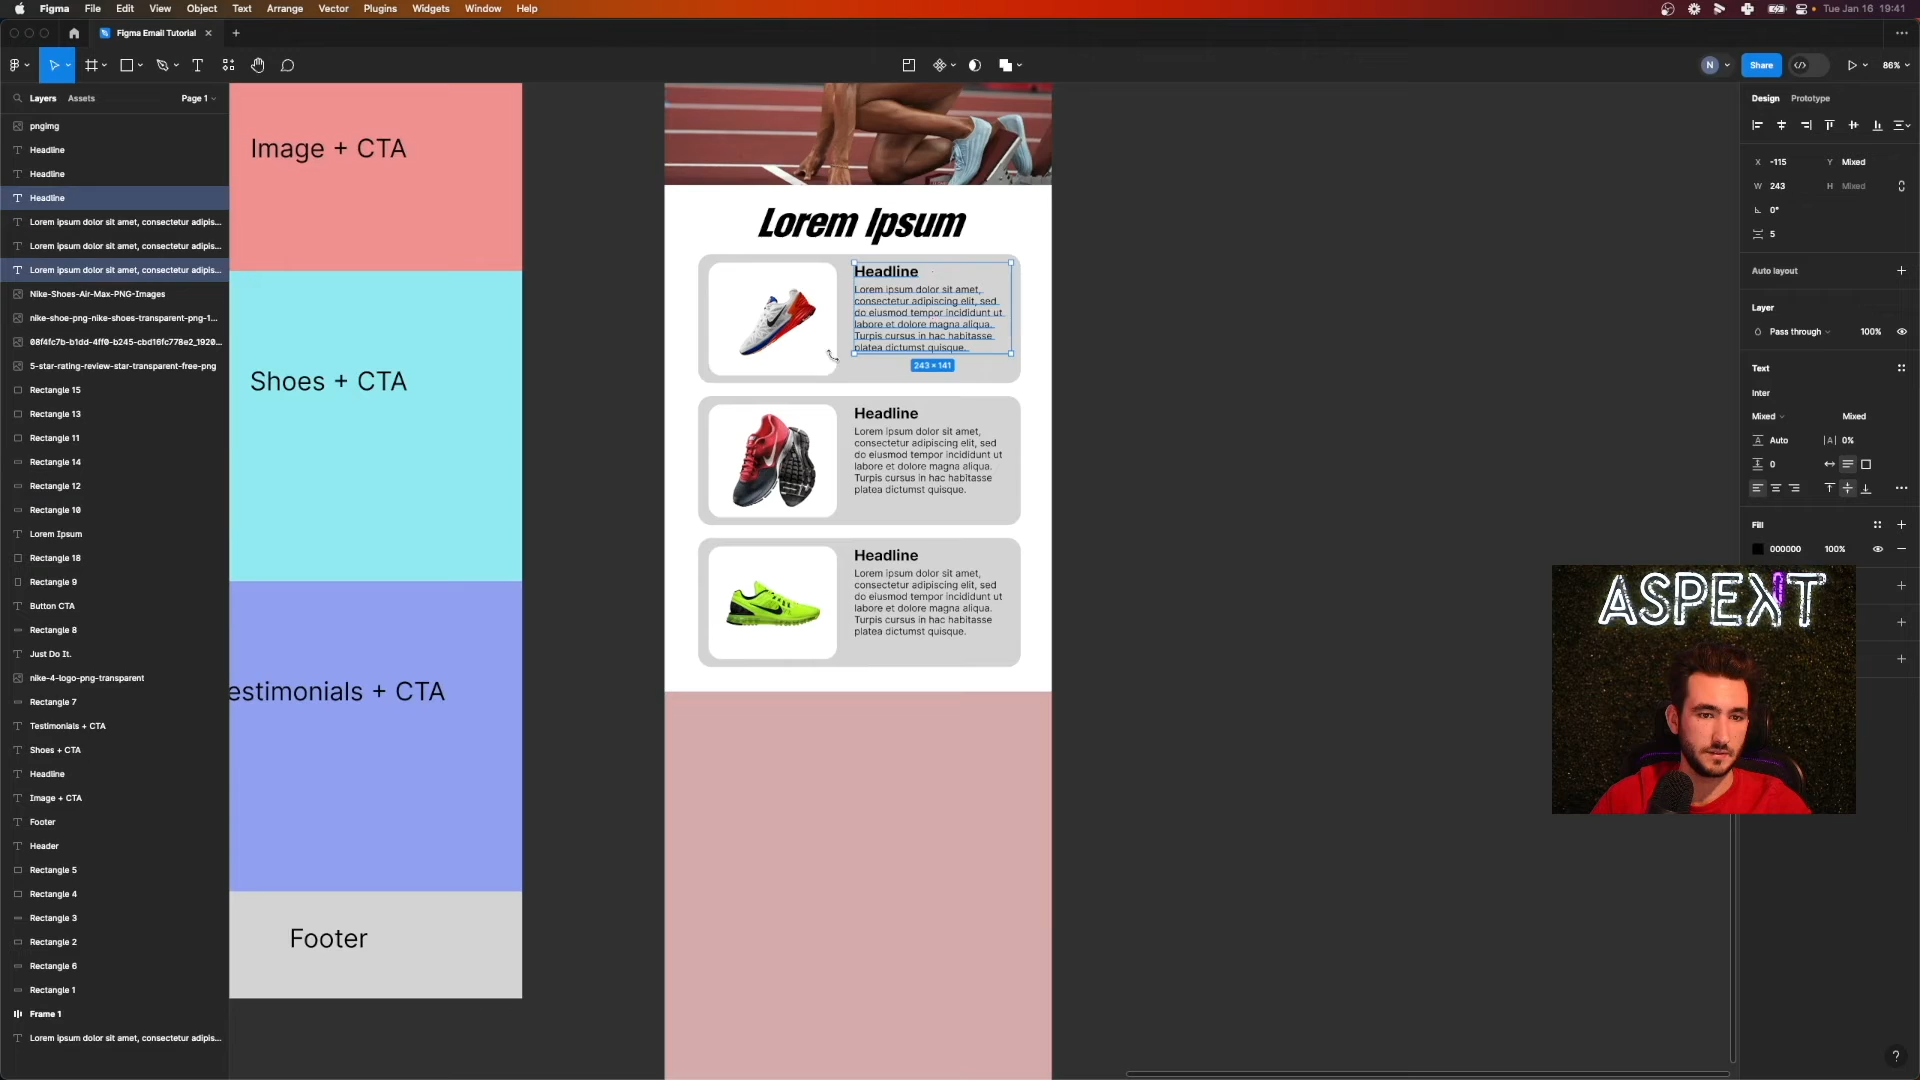 Figma File Edit View Object Text Arrange Vector Plugins Widgets Window Help Tue Jan 16 19:41
Figma Email Tutorial
N Share 86%
Layers Assets Page 1
pngimg
Headline
Headline
Headline
Lorem ipsum dolor sit amet, consectetur adipis...
Lorem ipsum dolor sit amet, consectetur adipis...
Lorem ipsum dolor sit amet, consectetur adipis...
Nike-Shoes-Air-Max-PNG-Images
nike-shoe-png-nike-shoes-transparent-png-1...
08f4fc7b-b1dd-4ff0-b245-cbd16fc778e2_1920...
5-star-rating-review-star-transparent-free-png
Rectangle 15
Rectangle 13
Rectangle 11
Rectangle 14
Rectangle 12
Rectangle 10
Lorem Ipsum
Rectangle 18
Rectangle 9
Button CTA
Rectangle 8
Just Do It.
nike-4-logo-png-transparent
Rectangle 7
Testimonials + CTA
Shoes + CTA
Headline
Image + CTA
Footer
Header
Rectangle 5
Rectangle 4
Rectangle 3
Rectangle 2
Rectangle 6
Rectangle 1
Frame 1
Lorem ipsum dolor sit amet, consectetur adipis...
Image + CTA
Shoes + CTA
estimonials + CTA
Footer
Lorem Ipsum
Headline
Lorem ipsum dolor sit amet,
consectetur adipiscing elit, sed
do eiusmod tempor incididunt ut
labore et dolore magna aliqua.
Turpis cursus in hac habitasse
platea dictumst quisque.
243 × 141
Headline
Lorem ipsum dolor sit amet,
consectetur adipiscing elit, sed
do eiusmod tempor incididunt ut
labore et dolore magna aliqua.
Turpis cursus in hac habitasse
platea dictumst quisque.
Headline
Lorem ipsum dolor sit amet,
consectetur adipiscing elit, sed
do eiusmod tempor incididunt ut
labore et dolore magna aliqua.
Turpis cursus in hac habitasse
platea dictumst quisque.
Design Prototype
X -115 Y Mixed
W 243 H Mixed
0°
5
Auto layout
Layer
Pass through 100%
Text
Inter
Mixed Mixed
Auto |A| 0%
0
Fill
000000 100%
ASPEXT
?